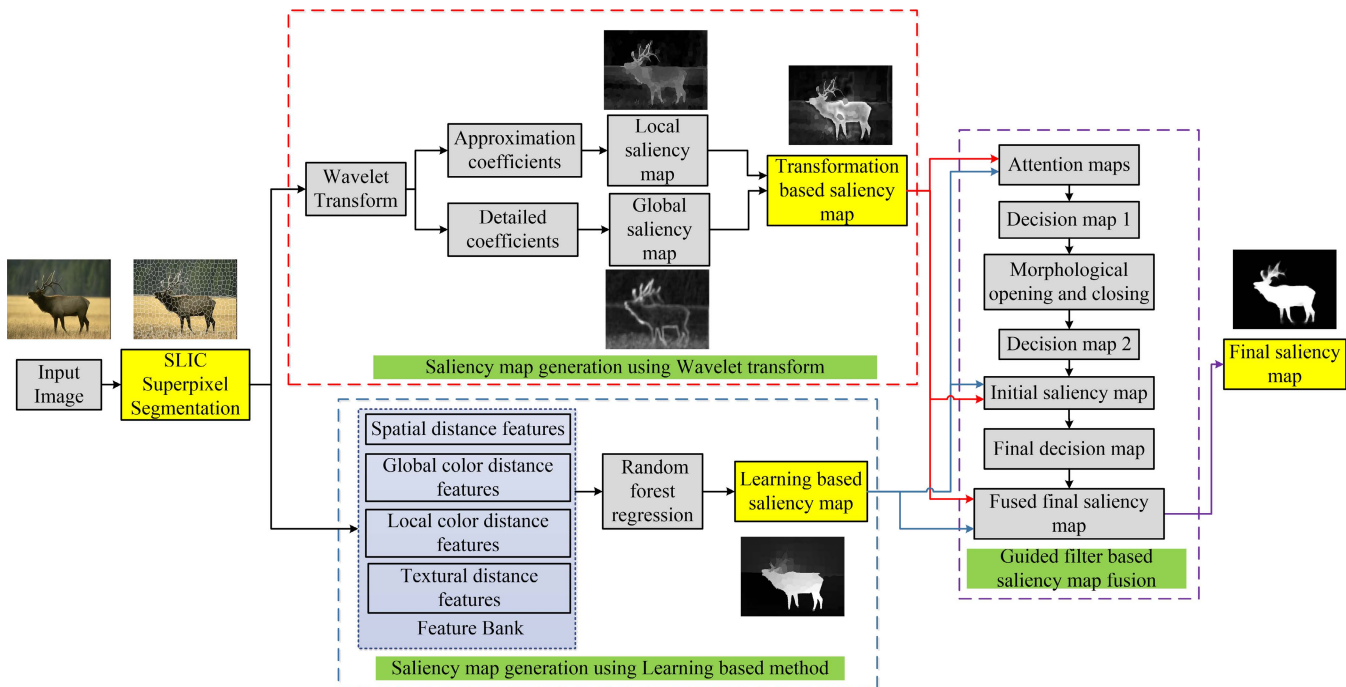 Input
Image
SLIC
Superpixel
Segmentation
Wavelet
Transform
Approximation
coefficients
Local
saliency
map
Detailed
coefficients
Global
saliency
map
Transformation
based saliency
map
Saliency map generation using Wavelet transform
Spatial distance features
Global color distance
features
Local color distance
features
Textural distance
features
Feature Bank
Random
forest
regression
Learning based
saliency map
Saliency map generation using Learning based method
Attention maps
Decision map 1
Morphological
opening and closing
Decision map 2
Initial saliency map
Final decision map
Fused final saliency
map
Guided filter based
saliency map fusion
Final saliency
map